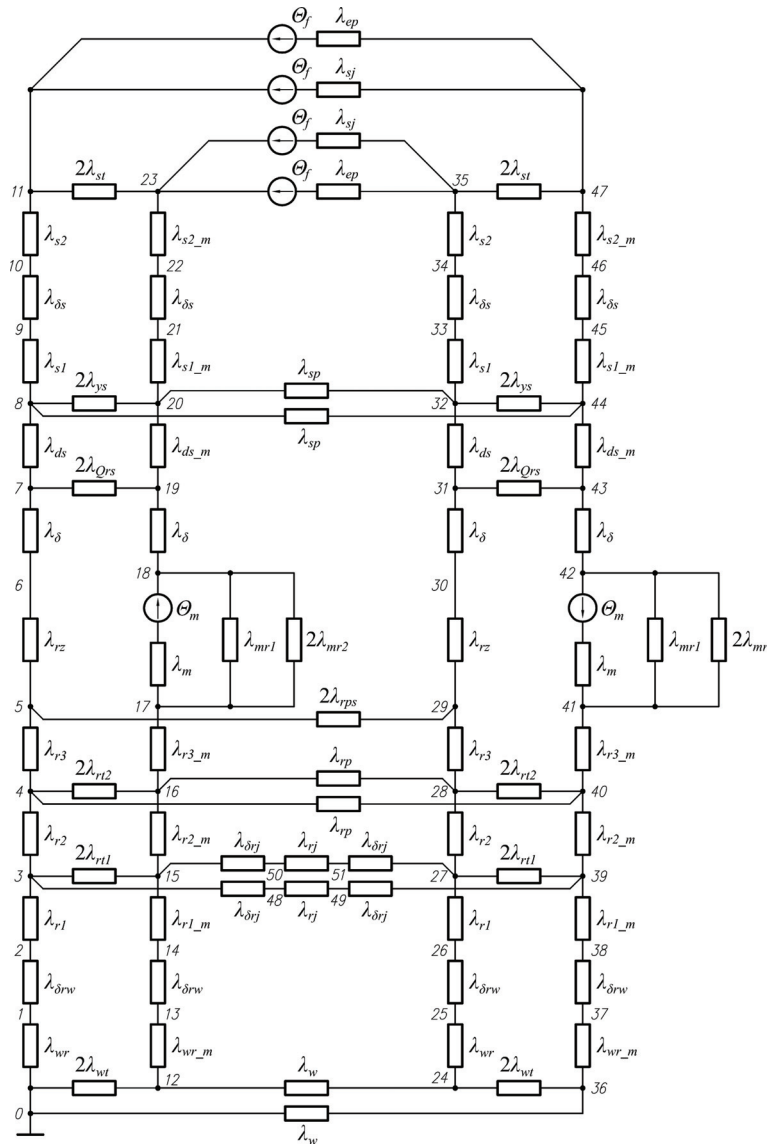 Θf λep
Θf λsj
Θf λsj
11 2λst 23 Θf λep 35 2λst 47
λs2 λs2_m λs2 λs2_m
10 22 34 46
λδs λδs λδs λδs
9 21 33 45
λs1 λs1_m λs1 λs1_m
2λys λsp 2λys
8 20 32 44
λsp
λds λds_m λds λds_m
2λQrs 2λQrs
7 19 31 43
λδ λδ λδ λδ
18 42
6 Θm 30 Θm
λrz λmr1 2λmr2 λrz λmr1 2λmr
λm λm
5 17 2λrps 29 41
λr3 λr3_m λr3 λr3_m
2λrt2 λrp 2λrt2
4 16 28 40
λrp
λr2 λr2_m λr2 λr2_m
2λrt1 λδrj λrj λδrj 2λrt1
3 15 50 51 27 39
48 49
λδrj λrj λδrj
λr1 λr1_m λr1 λr1_m
2 14 26 38
λδrw λδrw λδrw λδrw
1 13 25 37
λwr λwr_m λwr λwr_m
2λwt 12 λw 24 2λwt 36
0
λw